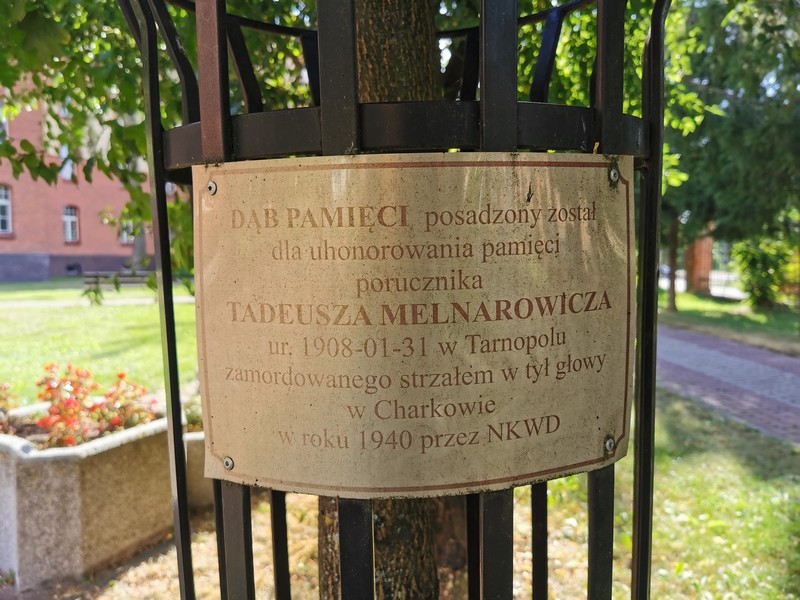 DĄB PAMIĘCI posadzony został
dla uhonorowania pamięci
porucznika
TADEUSZA MELNAROWICZA
ur. 1908-01-31 w Tarnopolu
zamordowanego strzałem w tył głowy
w Charkowie
w roku 1940 przez NKWD